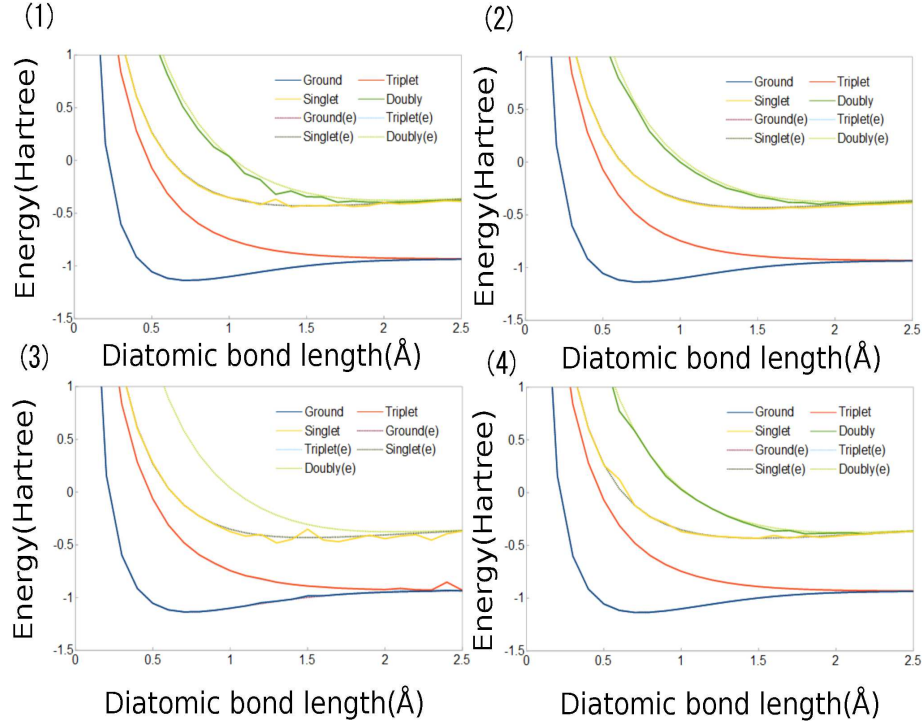 (1)
1
0.5
0
-0.5
-1
-1.5
0
0.5
1
1.5
2
2.5
Energy(Hartree)
Diatomic bond length(Å)
Ground Triplet
Singlet Doubly
Ground(e) Triplet(e)
Singlet(e) Doubly(e)
(2)
1
0.5
0
-0.5
-1
-1.5
0
0.5
1
1.5
2
2.5
Energy(Hartree)
Diatomic bond length(Å)
Ground Triplet
Singlet Doubly
Ground(e) Triplet(e)
Singlet(e) Doubly(e)
(3)
1
0.5
0
-0.5
-1
-1.5
0
0.5
1
1.5
2
2.5
Energy(Hartree)
Diatomic bond length(Å)
Ground Triplet
Singlet Ground(e)
Triplet(e) Singlet(e)
Doubly(e)
(4)
1
0.5
0
-0.5
-1
-1.5
0
0.5
1
1.5
2
2.5
Energy(Hartree)
Diatomic bond length(Å)
Ground Triplet
Singlet Doubly
Ground(e) Triplet(e)
Singlet(e) Doubly(e)